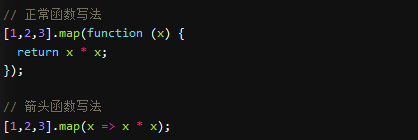 // 正常函数写法
[1,2,3].map(function (x) {
  return x * x;
});

// 箭头函数写法
[1,2,3].map(x => x * x);